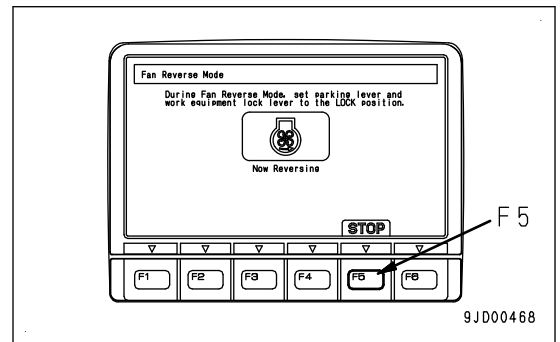 Fan Reverse Mode
During Fan Reverse Mode, set parking lever and
work equipment lock lever to the LOCK position.
Now Reversing
STOP
F5
F1 F2 F3 F4 F5 F6
9JD00468